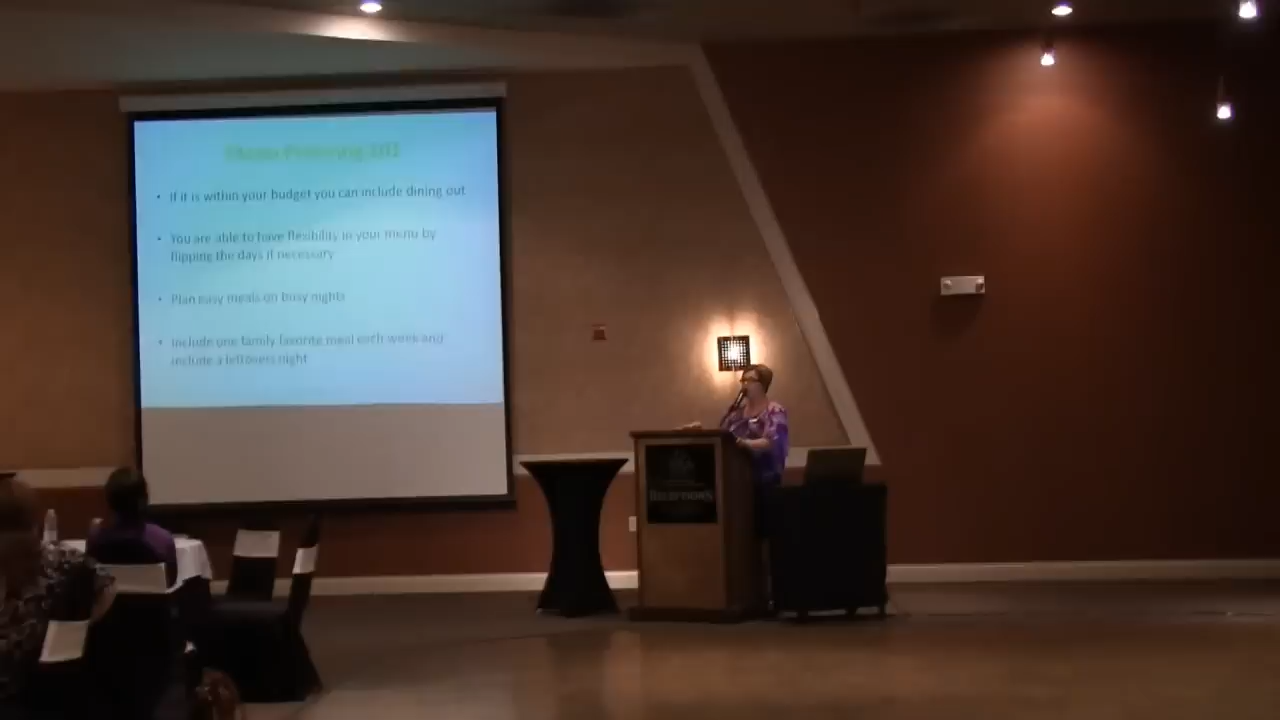 Menu Planning 101
• If it is within your budget you can include dining out
• You are able to have flexibility in your menu by
flipping the days if necessary
• Plan easy meals on busy nights
• Include one family favorite meal each week and
include a leftovers night
RECEPTIONS